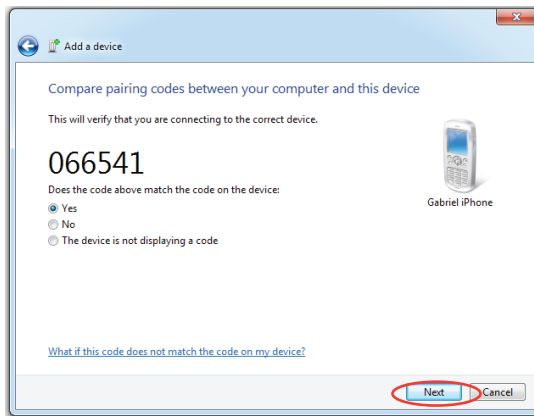 Add a device
Compare pairing codes between your computer and this device
This will verify that you are connecting to the correct device.
066541
Does the code above match the code on the device:
Yes
No
The device is not displaying a code
Gabriel iPhone
What if this code does not match the code on my device?
Next Cancel